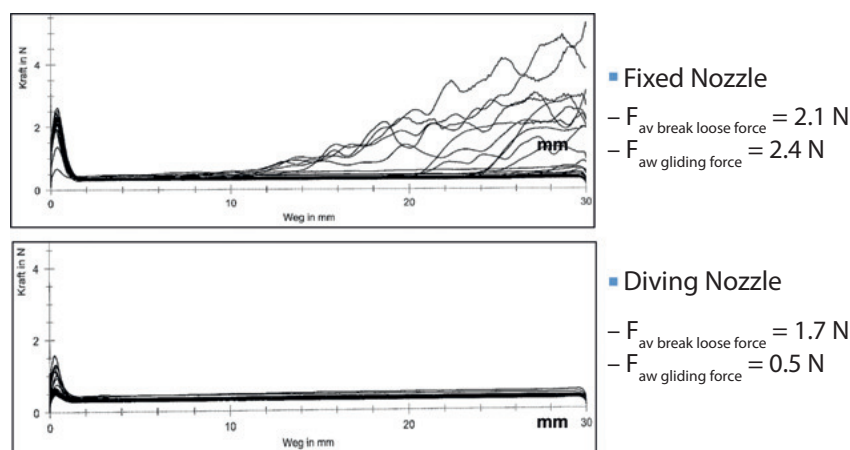 Kraft in N
4
2
0
10
20
30
mm
Weg in mm
Fixed Nozzle
– F av break loose force = 2.1 N
– F aw gliding force = 2.4 N
Kraft in N
4
2
0
10
20
30
mm
Weg in mm
Diving Nozzle
– F av break loose force = 1.7 N
– F aw gliding force = 0.5 N